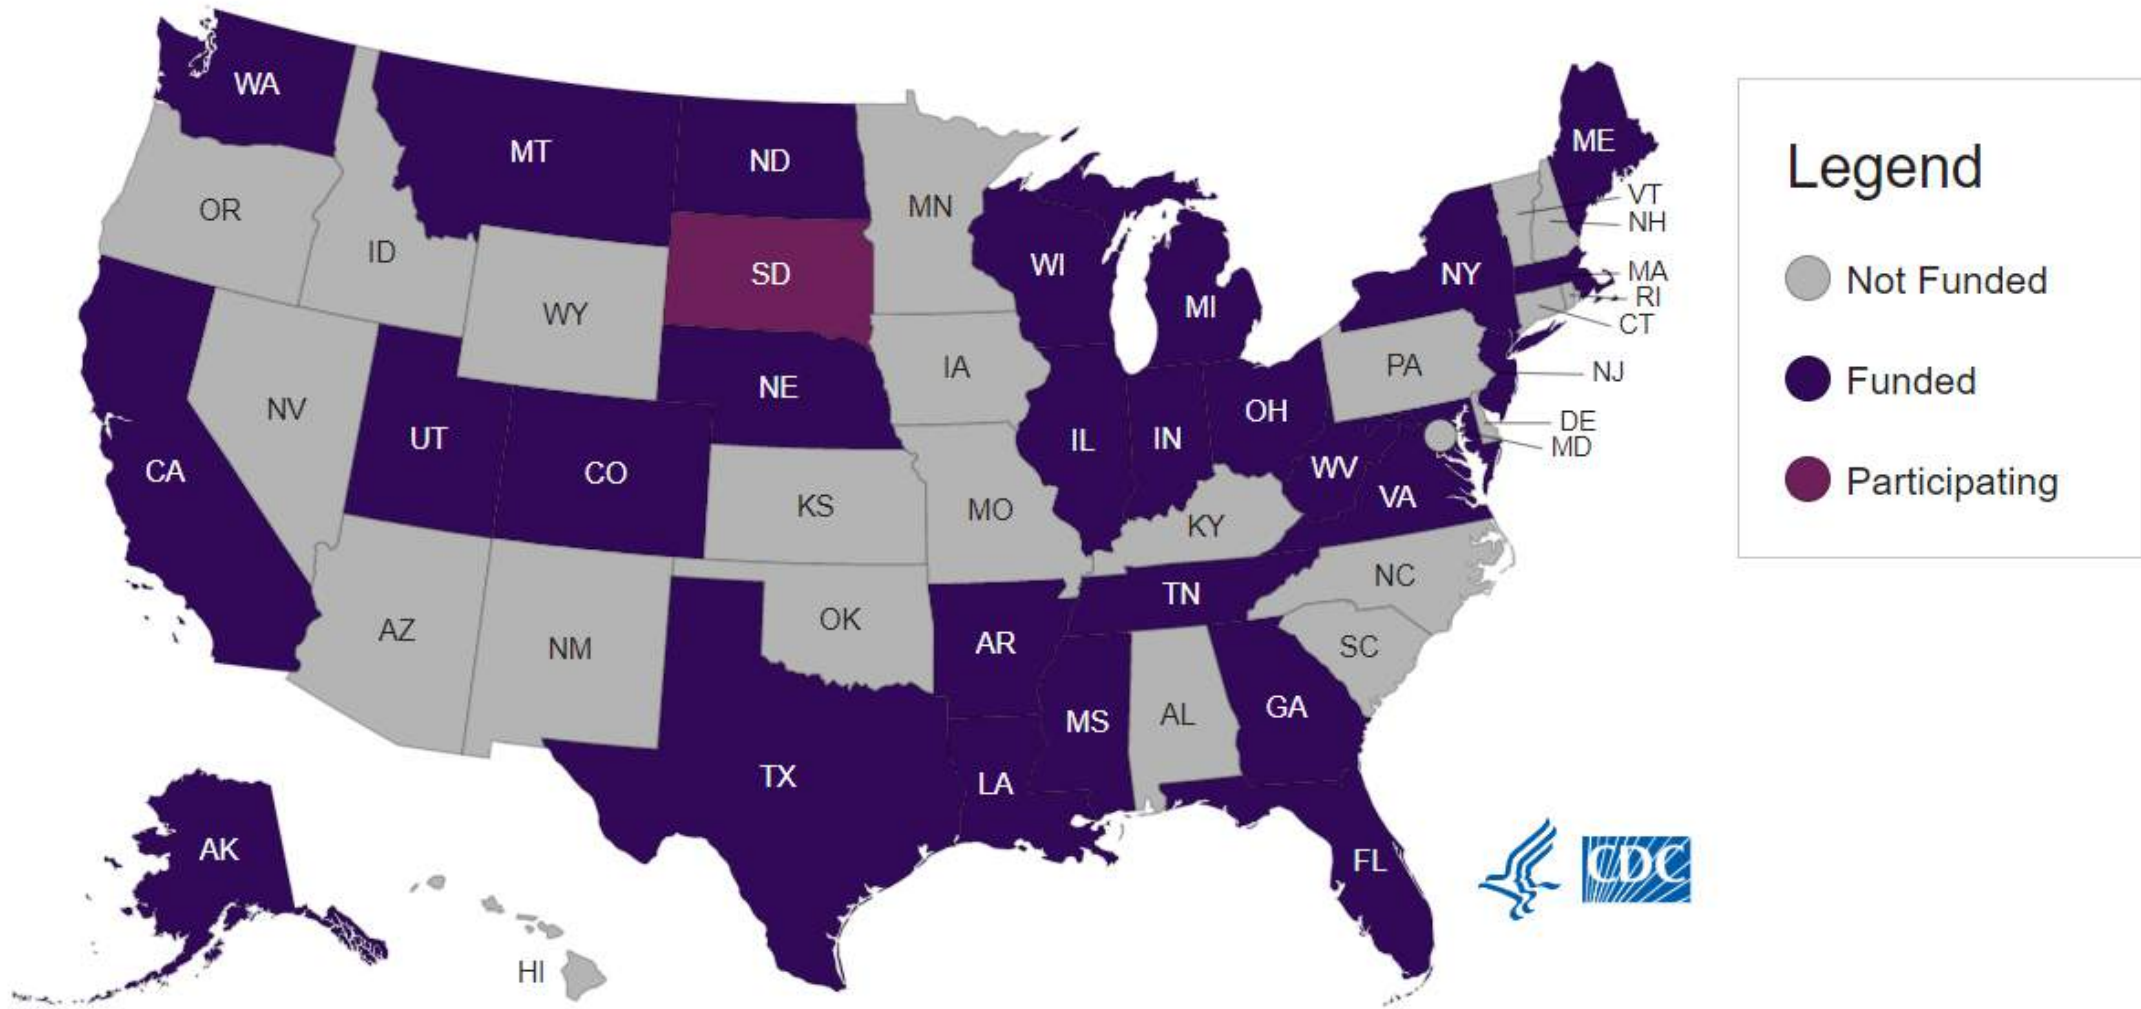 WA
MT
ND
ME
OR
ID
MN
VT
NH
SD
WI
NY
MA
WY
MI
RI
CT
IA
PA
NJ
NE
NV
OH
DE
UT
IL
IN
MD
CA
CO
WV
VA
KS
MO
KY
NC
TN
OK
AZ
AR
NM
SC
MS
AL
GA
TX
LA
AK
FL
HI
Legend
Not Funded
Funded
Participating
CDC